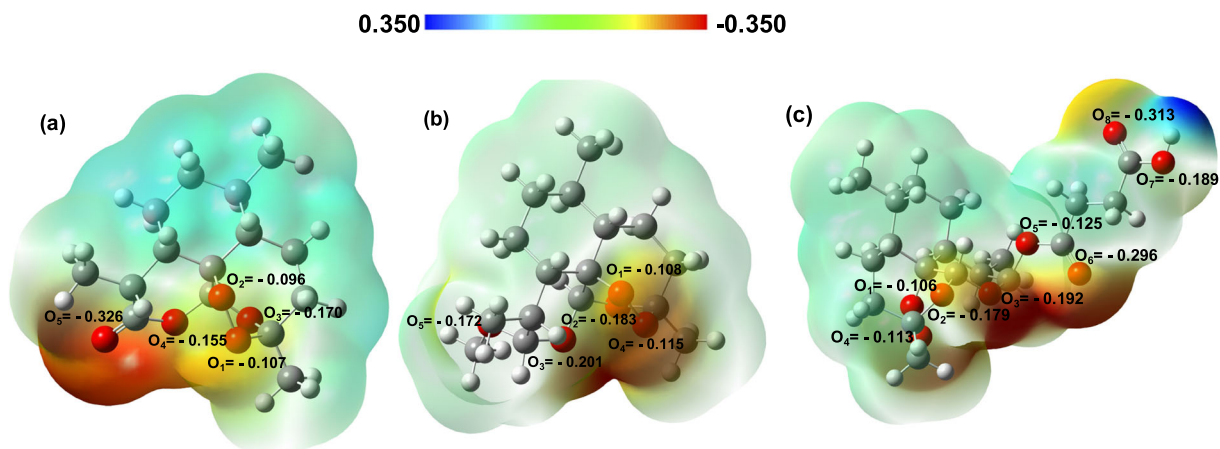 0.350 -0.350
(a)
O₂= - 0.096
O₃= - 0.170
O₅= - 0.326
O₄= - 0.155
O₁= - 0.107
(b)
O₁= - 0.108
O₅= - 0.172
O₂= - 0.183
O₄= - 0.115
O₃= - 0.201
(c)
O₈= - 0.313
O₇= - 0.189
O₅= - 0.125
O₆= - 0.296
O₁= - 0.106
O₃= - 0.192
O₂= - 0.179
O₄= - 0.113